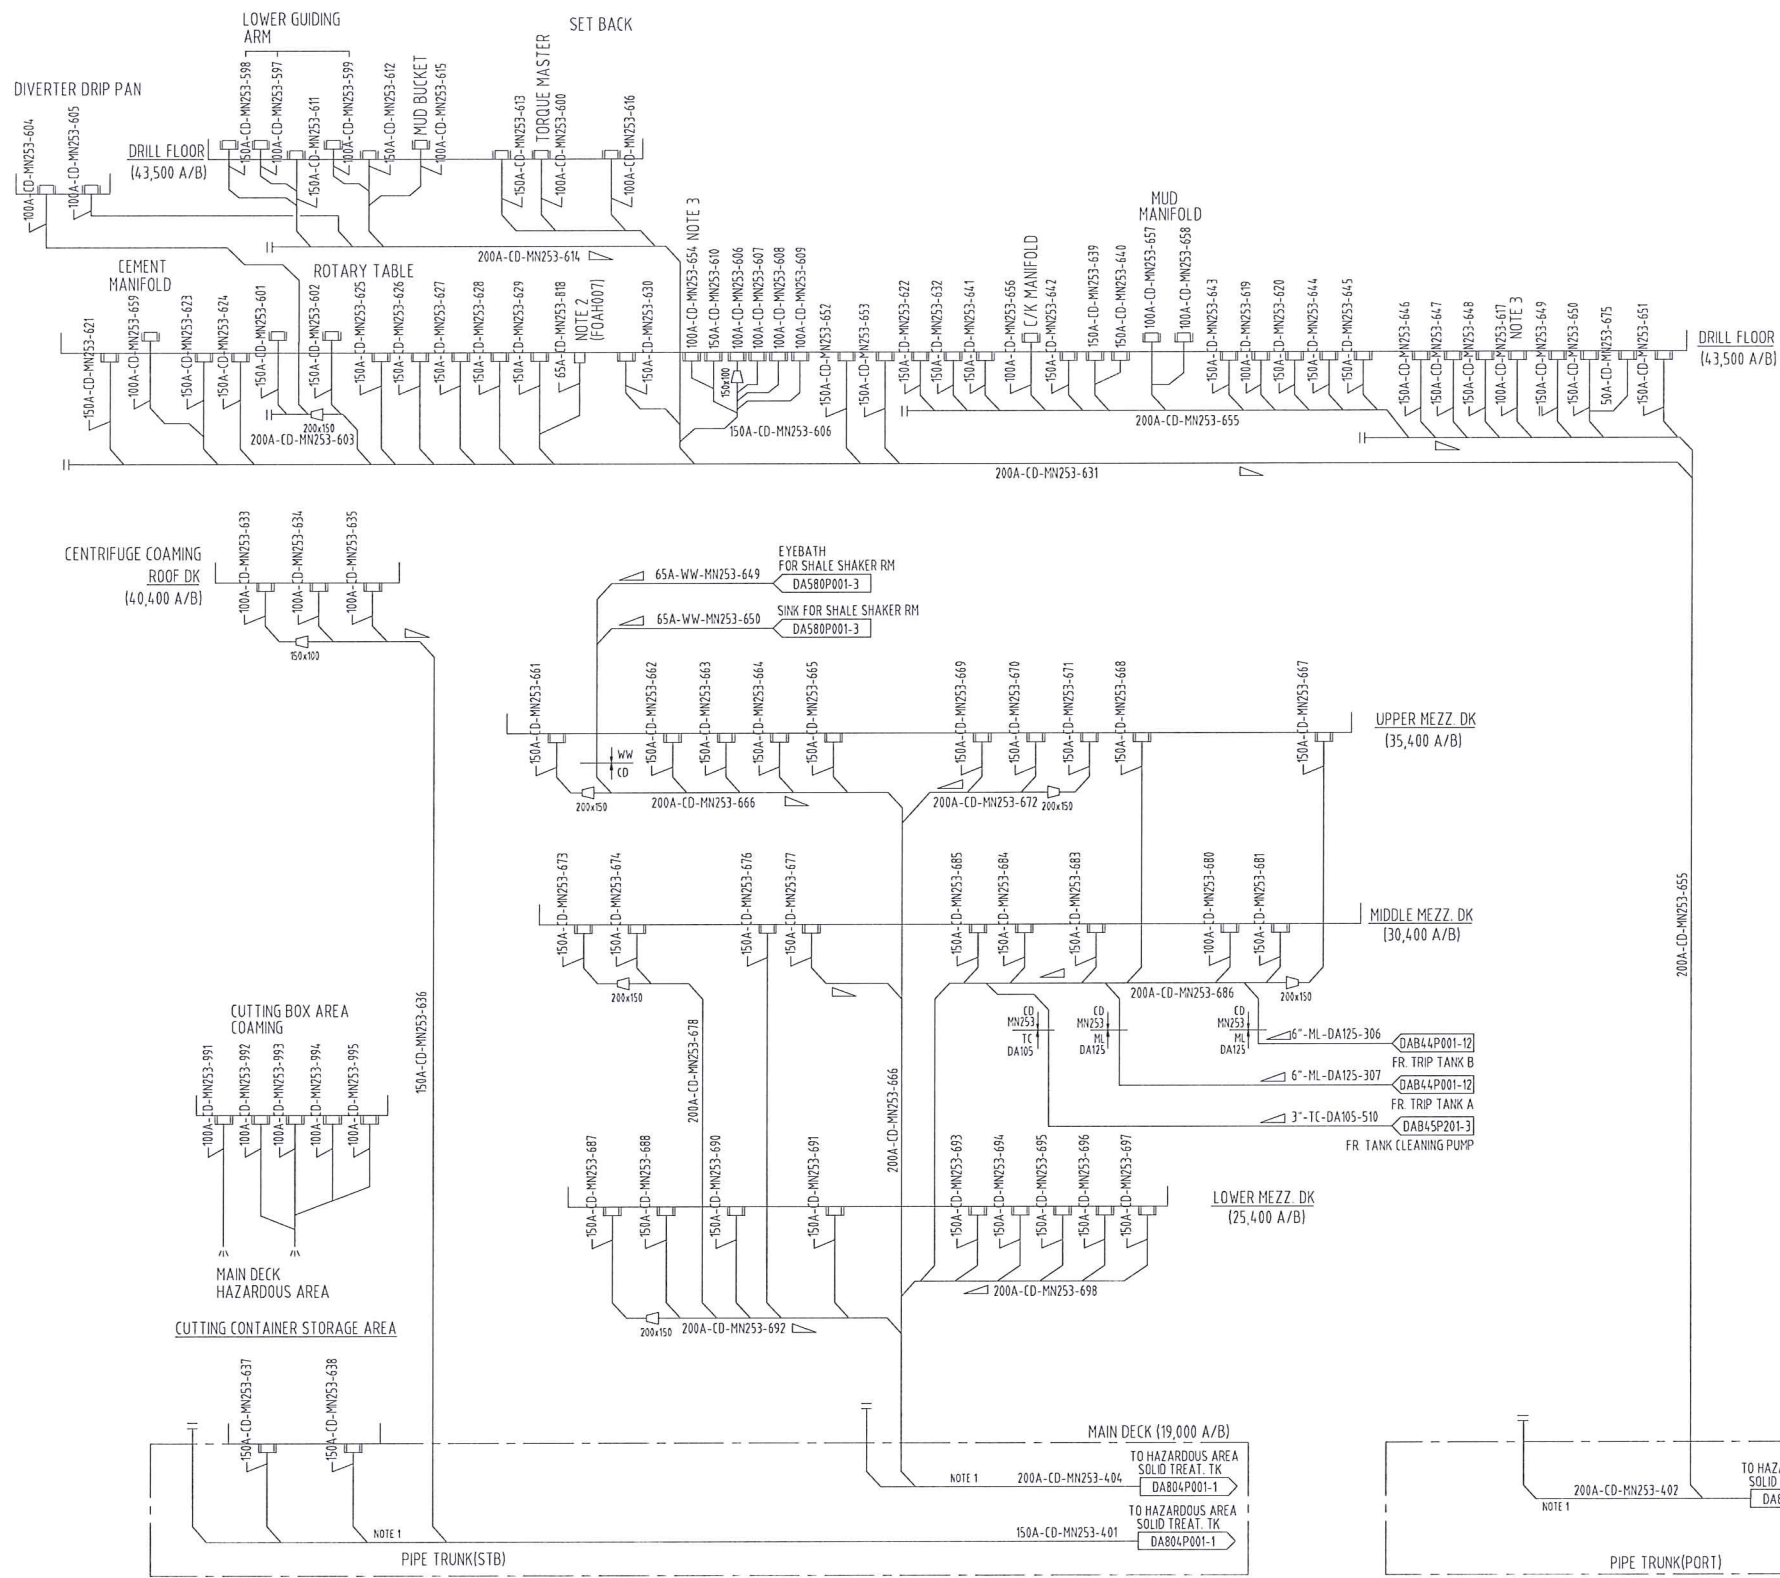 LOWER GUIDING
ARM
SET BACK
DIVERTER DRIP PAN
100A-CD-MN253-604
100A-CD-MN253-605
DRILL FLOOR
(43,500 A/B)
150A-CD-MN253-598
100A-CD-MN253-597
150A-CD-MN253-611
100A-CD-MN253-599
150A-CD-MN253-612
MUD BUCKET
100A-CD-MN253-615
150A-CD-MN253-613
TORQUE MASTER
100A-CD-MN253-600
100A-CD-MN253-616
200A-CD-MN253-614
CEMENT
MANIFOLD
ROTARY TABLE
MUD
MANIFOLD
150A-CD-MN253-621
100A-CD-MN253-659
150A-CD-MN253-623
150A-CD-MN253-624
150A-CD-MN253-601
150A-CD-MN253-602
150A-CD-MN253-625
150A-CD-MN253-626
150A-CD-MN253-627
150A-CD-MN253-628
150A-CD-MN253-629
65A-CD-MN253-818
NOTE 2
(FOAH007)
150A-CD-MN253-630
100A-CD-MN253-654 NOTE 3
150A-CD-MN253-610
100A-CD-MN253-606
100A-CD-MN253-607
100A-CD-MN253-608
100A-CD-MN253-609
150A-CD-MN253-652
150A-CD-MN253-653
150A-CD-MN253-622
150A-CD-MN253-632
150A-CD-MN253-641
100A-CD-MN253-656
C/K MANIFOLD
150A-CD-MN253-642
150A-CD-MN253-639
150A-CD-MN253-640
100A-CD-MN253-657
100A-CD-MN253-658
150A-CD-MN253-643
100A-CD-MN253-619
150A-CD-MN253-620
150A-CD-MN253-644
150A-CD-MN253-645
150A-CD-MN253-646
150A-CD-MN253-647
150A-CD-MN253-648
100A-CD-MN253-617
NOTE 3
150A-CD-MN253-649
150A-CD-MN253-650
50A-CD-MN253-675
150A-CD-MN253-651
DRILL FLOOR
(43,500 A/B)
150x100
200x150
200A-CD-MN253-603
150A-CD-MN253-606
200A-CD-MN253-655
200A-CD-MN253-631
CENTRIFUGE COAMING
ROOF DK
(40,400 A/B)
100A-CD-MN253-633
100A-CD-MN253-634
100A-CD-MN253-635
150x100
65A-WW-MN253-649
EYEBATH
FOR SHALE SHAKER RM
DA580P001-3
65A-WW-MN253-650
SINK FOR SHALE SHAKER RM
DA580P001-3
150A-CD-MN253-661
WW
CD
150A-CD-MN253-662
150A-CD-MN253-663
150A-CD-MN253-664
150A-CD-MN253-665
150A-CD-MN253-669
150A-CD-MN253-670
150A-CD-MN253-671
150A-CD-MN253-668
150A-CD-MN253-667
UPPER MEZZ. DK
(35,400 A/B)
200x150
200A-CD-MN253-666
200A-CD-MN253-672
200x150
150A-CD-MN253-673
150A-CD-MN253-674
150A-CD-MN253-676
150A-CD-MN253-677
150A-CD-MN253-685
150A-CD-MN253-684
150A-CD-MN253-683
100A-CD-MN253-680
150A-CD-MN253-681
MIDDLE MEZZ. DK
(30,400 A/B)
200x150
200A-CD-MN253-686
200x150
200A-CD-MN253-655
150A-CD-MN253-636
200A-CD-MN253-678
200A-CD-MN253-666
CUTTING BOX AREA
COAMING
100A-CD-MN253-991
100A-CD-MN253-992
100A-CD-MN253-993
100A-CD-MN253-994
100A-CD-MN253-995
CD
MN253
TC
DA105
CD
MN253
ML
DA125
CD
MN253
ML
DA125
6"-ML-DA125-306
DAB44P001-12
FR. TRIP TANK B
6"-ML-DA125-307
DAB44P001-12
FR. TRIP TANK A
3"-TC-DA105-510
DAB45P201-3
FR. TANK CLEANING PUMP
150A-CD-MN253-687
150A-CD-MN253-688
150A-CD-MN253-690
150A-CD-MN253-691
150A-CD-MN253-693
150A-CD-MN253-694
150A-CD-MN253-695
150A-CD-MN253-696
150A-CD-MN253-697
LOWER MEZZ. DK
(25,400 A/B)
MAIN DECK
HAZARDOUS AREA
200A-CD-MN253-698
200x150
200A-CD-MN253-692
CUTTING CONTAINER STORAGE AREA
150A-CD-MN253-637
150A-CD-MN253-638
MAIN DECK (19,000 A/B)
NOTE 1
200A-CD-MN253-404
TO HAZARDOUS AREA
SOLID TREAT. TK
DA804P001-1
NOTE 1
150A-CD-MN253-401
TO HAZARDOUS AREA
SOLID TREAT. TK
DA804P001-1
PIPE TRUNK(STB)
NOTE 1
200A-CD-MN253-402
TO HAZ
SOLID
PIPE TRUNK(PORT)